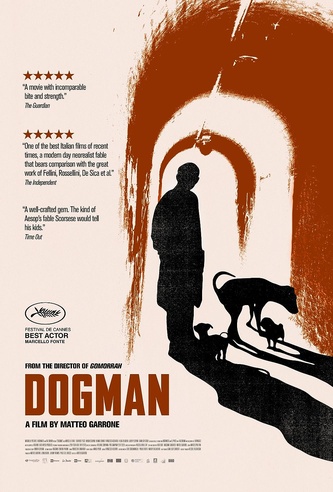 ★★★★★
"A movie with incomparable
bite and strength."
The Guardian
★★★★★
"One of the best Italian films of recent
times, a modern day neorealist fable
that bears comparison with the great
work of Fellini, Rossellini, De Sica et al."
The Independent
"A well-crafted gem. The kind of
Aesop's fable Scorsese would tell
his kids."
Time Out
FESTIVAL DE CANNES
BEST ACTOR
MARCELLO FONTE
FROM THE DIRECTOR OF GOMORRAH
DOGMAN
A FILM BY MATTEO GARRONE